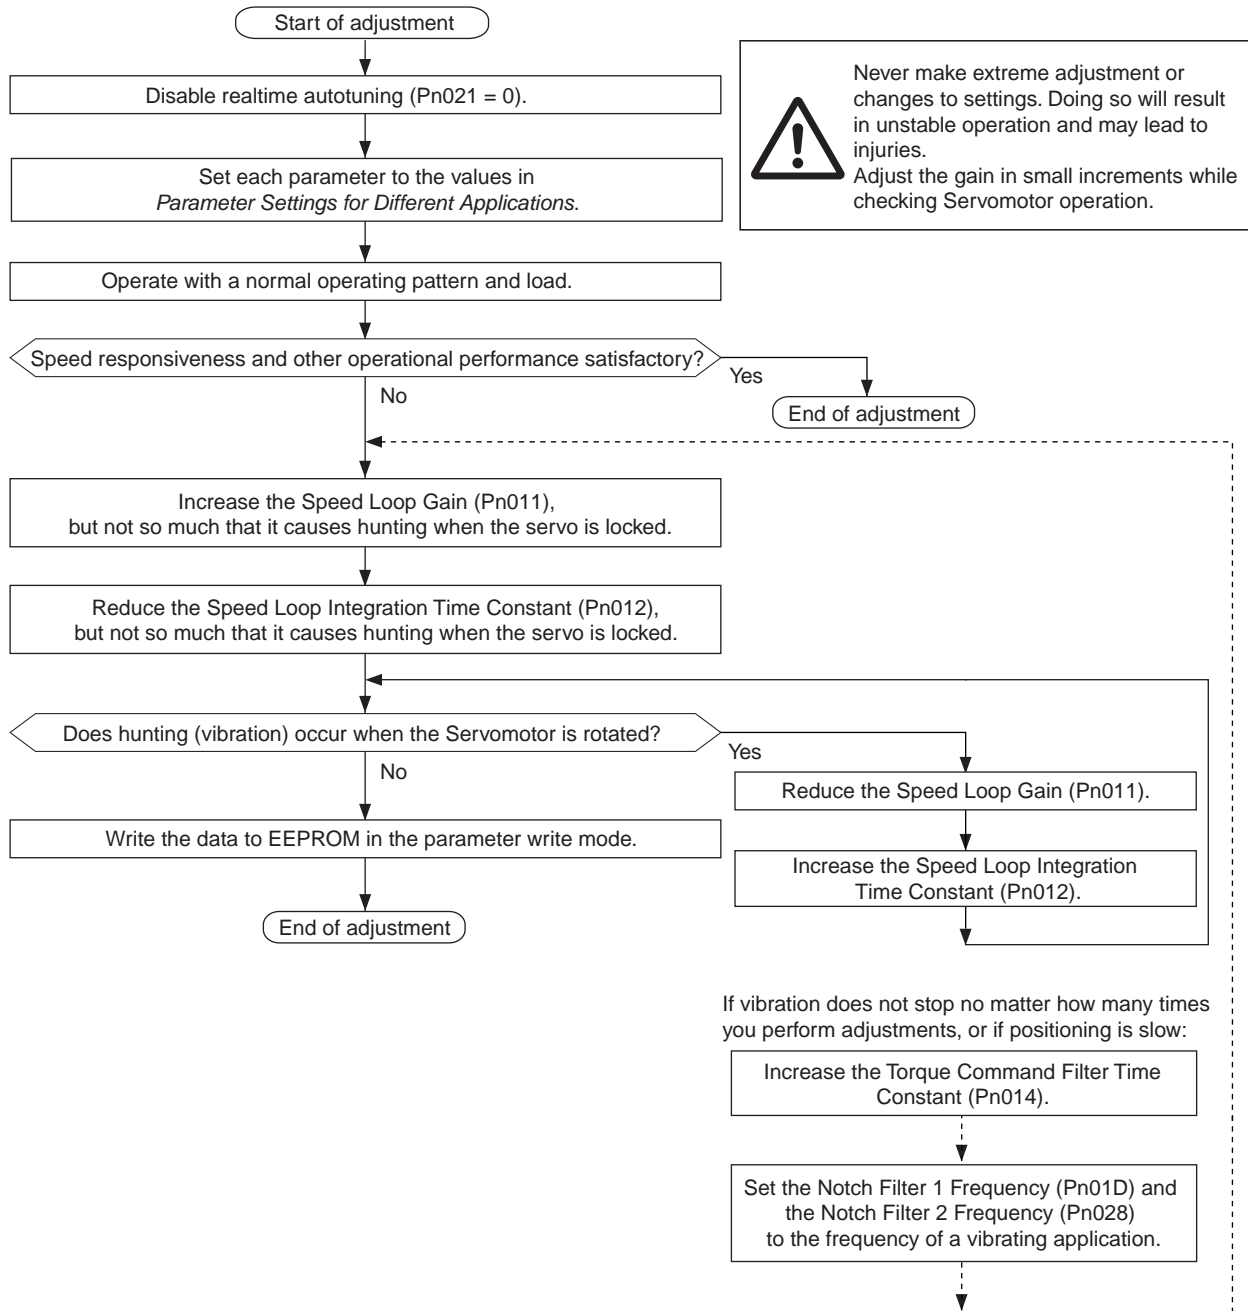 Start of adjustment
Never make extreme adjustment or
changes to settings. Doing so will result
in unstable operation and may lead to
injuries.
Adjust the gain in small increments while
checking Servomotor operation.
Disable realtime autotuning (Pn021 = 0).
Set each parameter to the values in
Parameter Settings for Different Applications.
Operate with a normal operating pattern and load.
Speed responsiveness and other operational performance satisfactory?
Yes
No
End of adjustment
Increase the Speed Loop Gain (Pn011),
but not so much that it causes hunting when the servo is locked.
Reduce the Speed Loop Integration Time Constant (Pn012),
but not so much that it causes hunting when the servo is locked.
Does hunting (vibration) occur when the Servomotor is rotated?
Yes
No
Reduce the Speed Loop Gain (Pn011).
Write the data to EEPROM in the parameter write mode.
Increase the Speed Loop Integration
Time Constant (Pn012).
End of adjustment
If vibration does not stop no matter how many times
you perform adjustments, or if positioning is slow:
Increase the Torque Command Filter Time
Constant (Pn014).
Set the Notch Filter 1 Frequency (Pn01D) and
the Notch Filter 2 Frequency (Pn028)
to the frequency of a vibrating application.